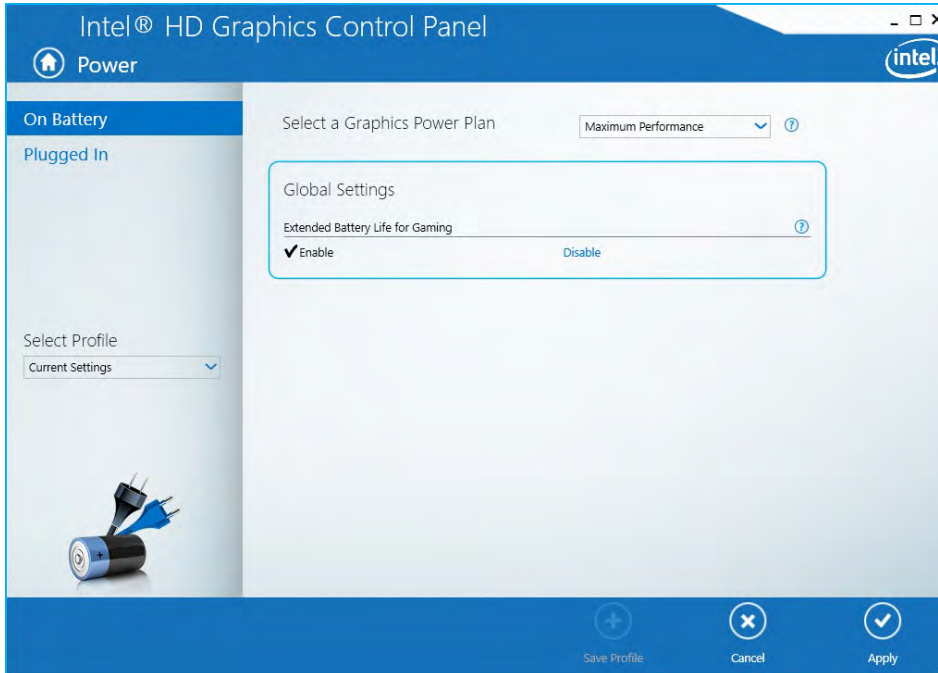 Intel® HD Graphics Control Panel
Power
intel
On Battery
Plugged In
Select a Graphics Power Plan
Maximum Performance
?
Global Settings
Extended Battery Life for Gaming
?
Enable
Disable
Select Profile
Current Settings
+
Save Profile
Cancel
Apply